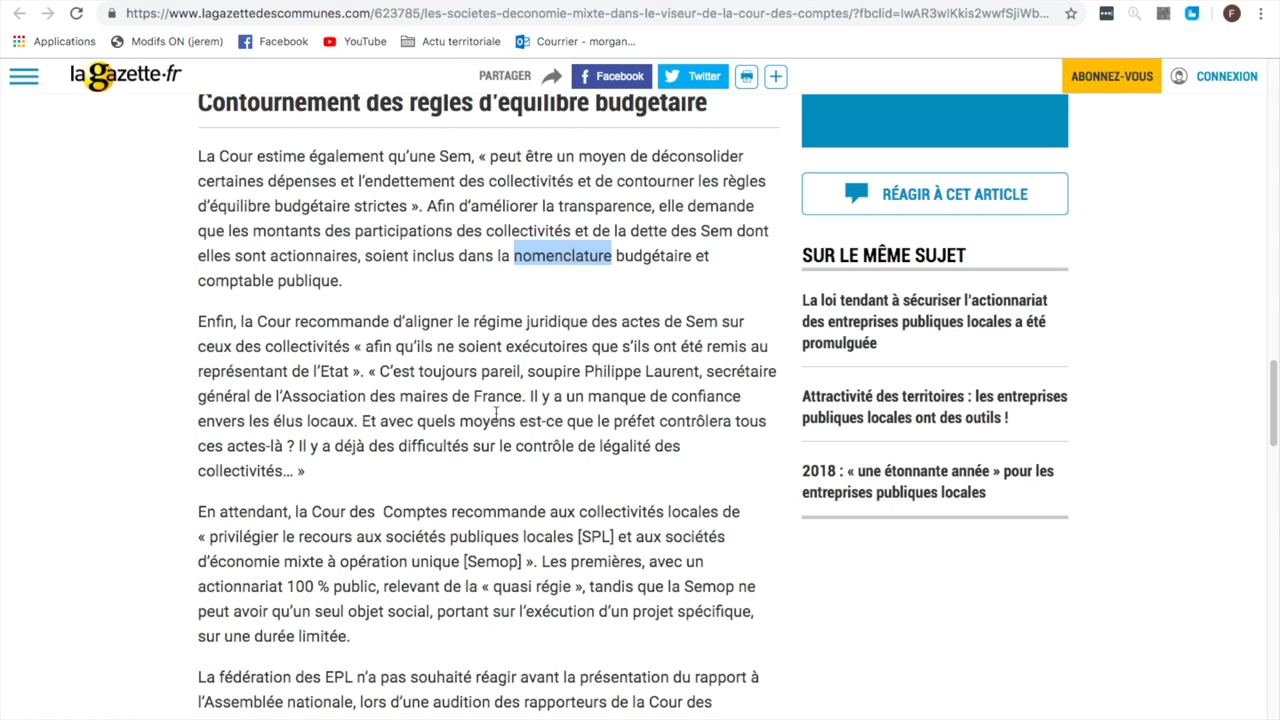 https://www.lagazettedescommunes.com/623785/les-societes-deconomie-mixte-dans-le-viseur-de-la-cour-des-comptes/?fbclid=IwAR3wIKkis2wwfSjiWb...
F
Applications
Modifs ON (jerem)
Facebook
YouTube
Actu territoriale
Courrier - morgan...
la gazette.fr
PARTAGER
Facebook
Twitter
ABONNEZ-VOUS
CONNEXION
Contournement des règles d'équilibre budgétaire
La Cour estime également qu'une Sem, « peut être un moyen de déconsolider
certaines dépenses et l'endettement des collectivités et de contourner les règles
d'équilibre budgétaire strictes ». Afin d'améliorer la transparence, elle demande
que les montants des participations des collectivités et de la dette des Sem dont
elles sont actionnaires, soient inclus dans la nomenclature budgétaire et
comptable publique.
Enfin, la Cour recommande d'aligner le régime juridique des actes de Sem sur
ceux des collectivités « afin qu'ils ne soient exécutoires que s'ils ont été remis au
représentant de l'Etat ». « C'est toujours pareil, soupire Philippe Laurent, secrétaire
général de l'Association des maires de France. Il y a un manque de confiance
envers les élus locaux. Et avec quels moyens est-ce que le préfet contrôlera tous
ces actes-là ? Il y a déjà des difficultés sur le contrôle de légalité des
collectivités... »
En attendant, la Cour des  Comptes recommande aux collectivités locales de
« privilégier le recours aux sociétés publiques locales [SPL] et aux sociétés
d'économie mixte à opération unique [Semop] ». Les premières, avec un
actionnariat 100 % public, relevant de la « quasi régie », tandis que la Semop ne
peut avoir qu'un seul objet social, portant sur l'exécution d'un projet spécifique,
sur une durée limitée.
La fédération des EPL n'a pas souhaité réagir avant la présentation du rapport à
l'Assemblée nationale, lors d'une audition des rapporteurs de la Cour des
RÉAGIR À CET ARTICLE
SUR LE MÊME SUJET
La loi tendant à sécuriser l'actionnariat
des entreprises publiques locales a été
promulguée
Attractivité des territoires : les entreprises
publiques locales ont des outils !
2018 : « une étonnante année » pour les
entreprises publiques locales